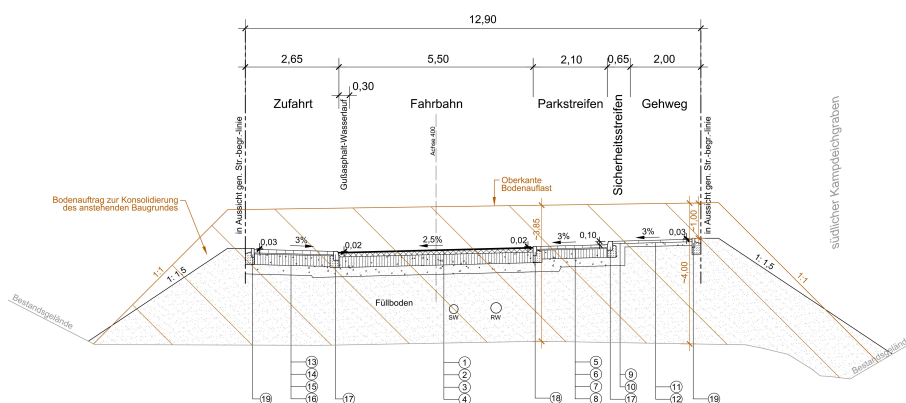 12,90
2,65
5,50
2,10
0,65
2,00
0,30
Zufahrt
Fahrbahn
Parkstreifen
Gehweg
in Aussicht gen. Str.-begr.-linie
Gußasphalt-Wasserlauf
Achse 400
Sicherheitsstreifen
in Aussicht gen. Str.-begr.-linie
südlicher Kampdeichgraben
Oberkante
Bodenauflast
Bodenauftrag zur Konsolidierung
des anstehenden Baugrundes
~3,85
~1,00
~4,00
0,03
3%
0,02
2,5%
0,02
3%
0,10
3%
0,03
1:1
1: 1,5
1: 1,5
1:1
Bestandsgelände
Bestandsgelände
Füllboden
SW
RW
13
14
15
16
1
2
3
4
5
6
7
8
9
10
11
12
19
17
18
17
19